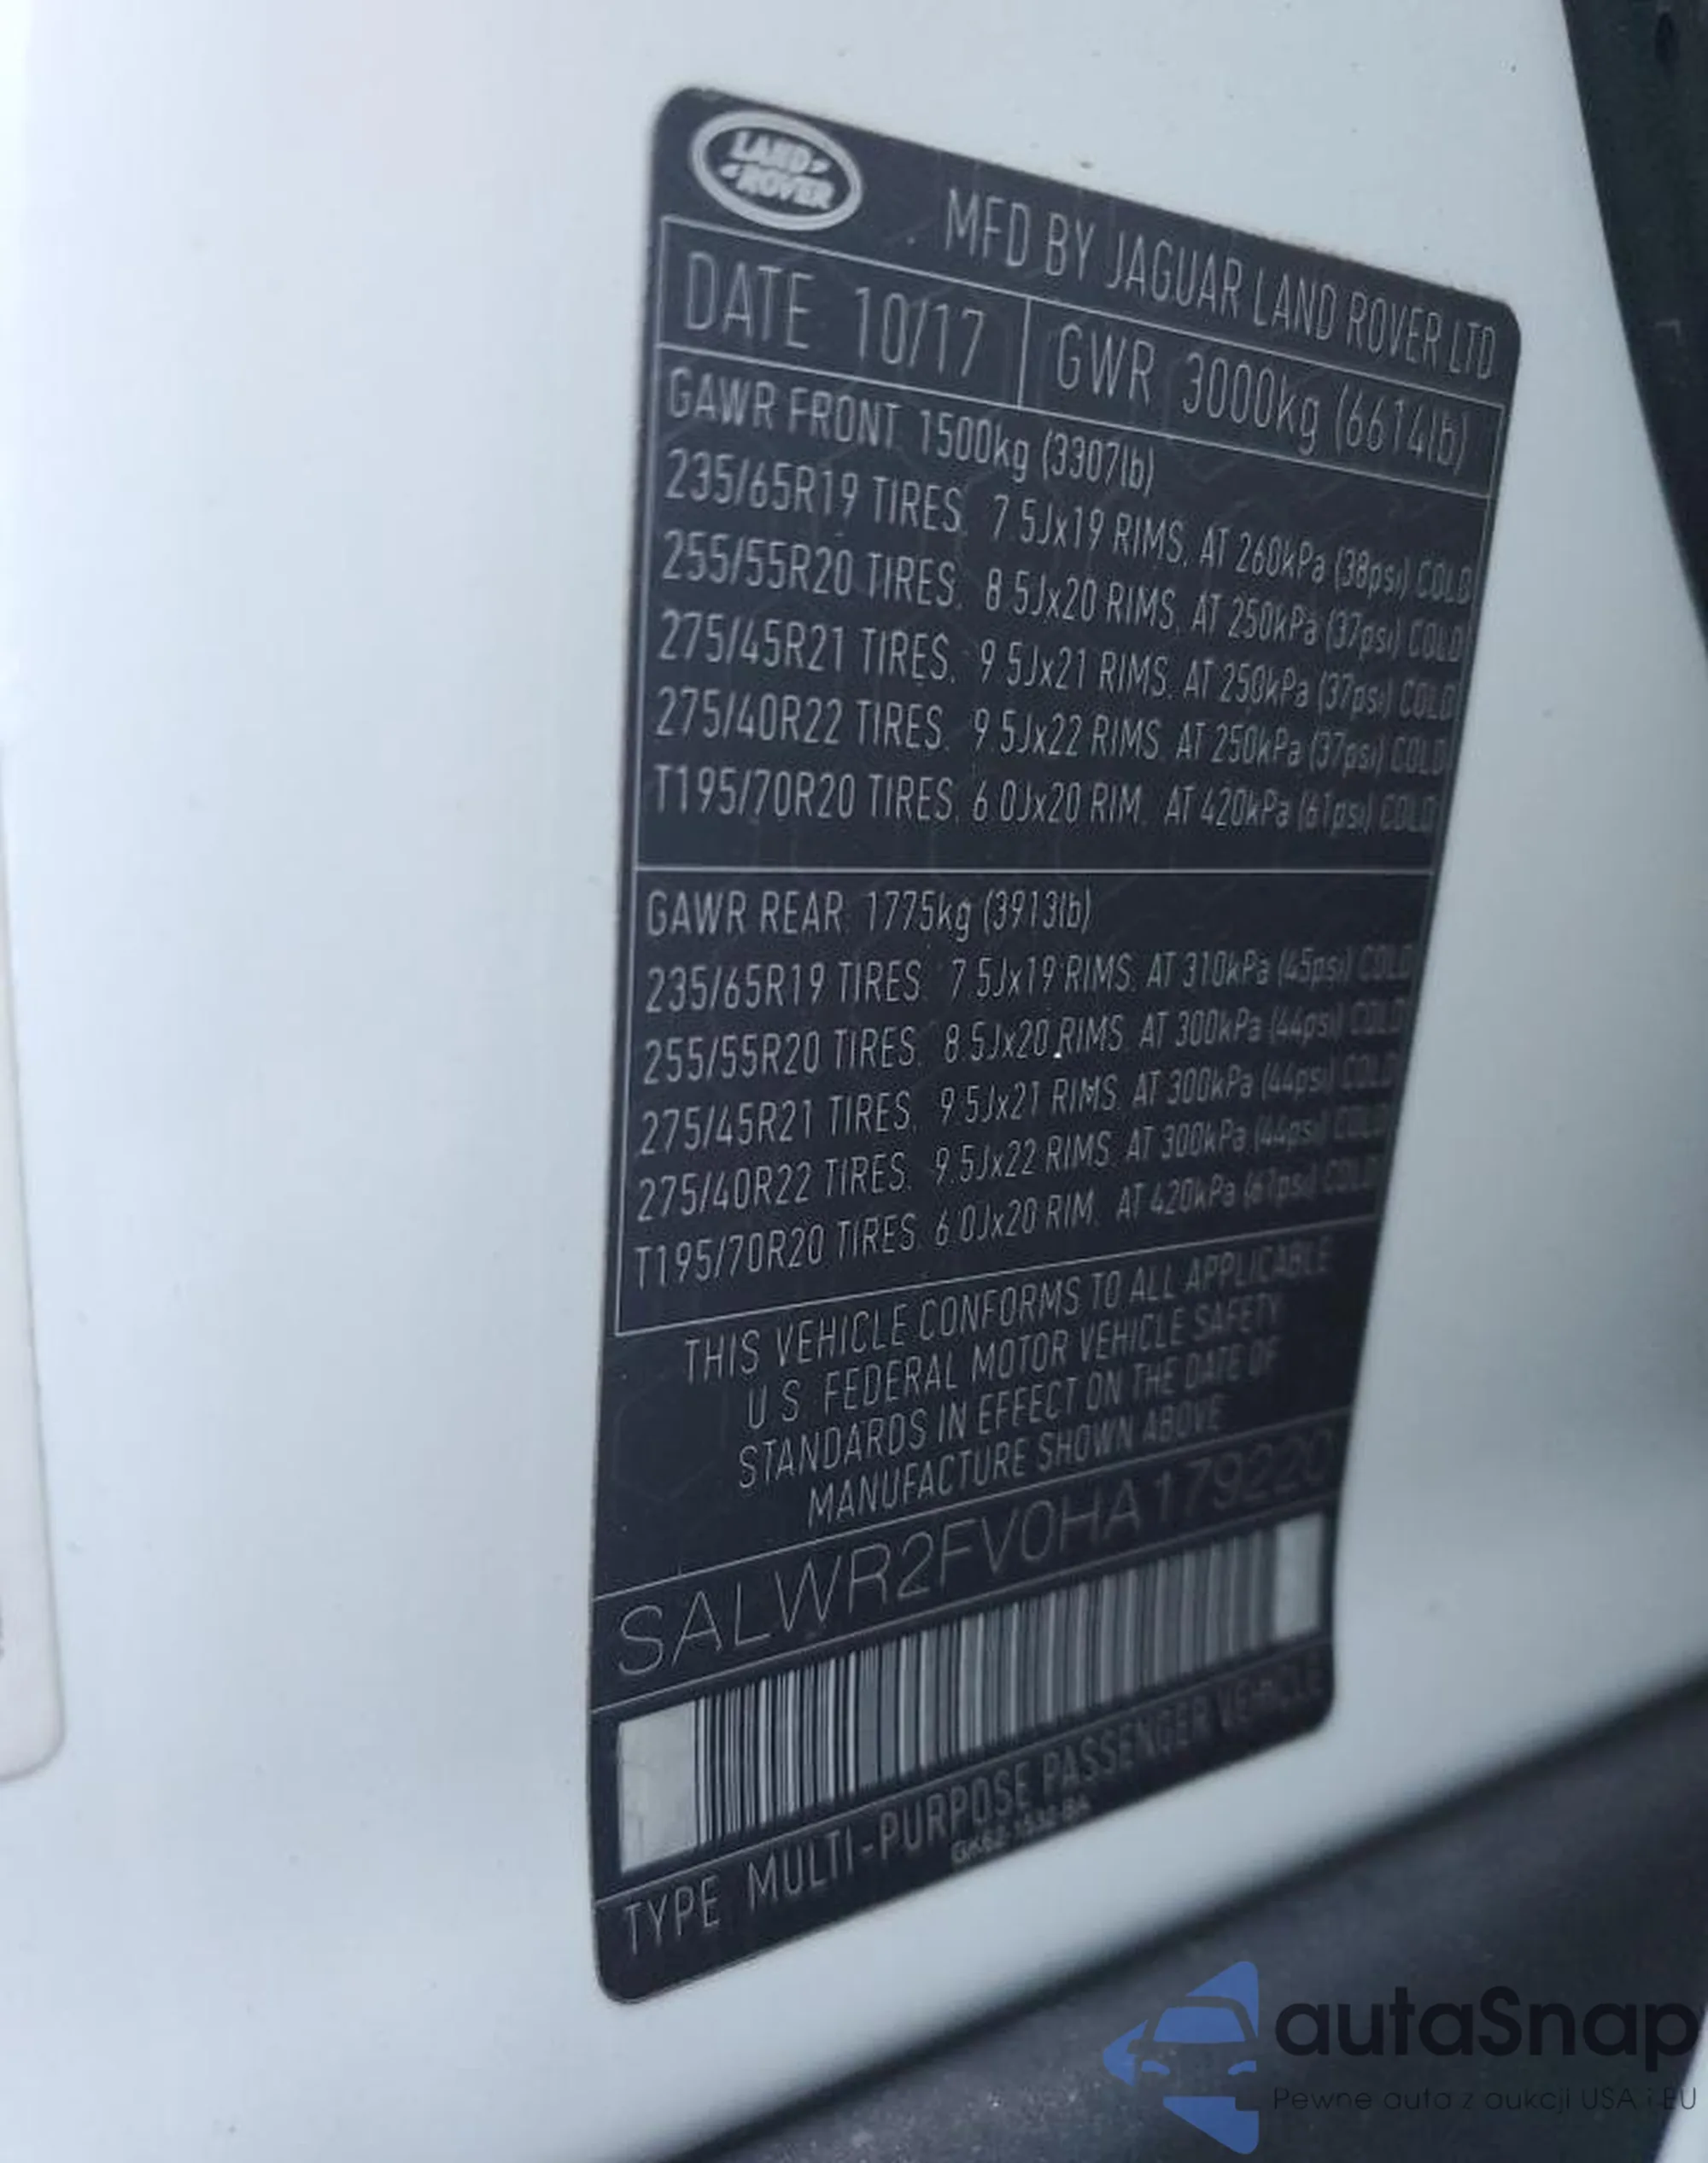 LAND
ROVER
MFD BY JAGUAR LAND ROVER LTD
DATE 10/17 GWR 3000kg (6614lb)
GAWR FRONT. 1500kg (3307lb)
235/65R19 TIRES. 7.5Jx19 RIMS. AT 260kPa (38psi) COLD
255/55R20 TIRES. 8.5Jx20 RIMS. AT 250kPa (37psi) COLD
275/45R21 TIRES. 9.5Jx21 RIMS. AT 250kPa (37psi) COLD
275/40R22 TIRES. 9.5Jx22 RIMS. AT 250kPa (37psi) COLD
T195/70R20 TIRES. 6.0Jx20 RIM. AT 420kPa (61psi) COLD
GAWR REAR. 1775kg (3913lb)
235/65R19 TIRES. 7.5Jx19 RIMS. AT 310kPa (45psi) COLD
255/55R20 TIRES. 8.5Jx20 RIMS. AT 300kPa (44psi) COLD
275/45R21 TIRES. 9.5Jx21 RIMS. AT 300kPa (44psi) COLD
275/40R22 TIRES. 9.5Jx22 RIMS. AT 300kPa (44psi) COLD
T195/70R20 TIRES. 6.0Jx20 RIM. AT 420kPa (61psi) COLD
THIS VEHICLE CONFORMS TO ALL APPLICABLE
U.S. FEDERAL MOTOR VEHICLE SAFETY
STANDARDS IN EFFECT ON THE DATE OF
MANUFACTURE SHOWN ABOVE
SALWR2FV0HA179220
TYPE MULTI-PURPOSE PASSENGER VEHICLE
autaSnap
Pewne auta z aukcji USA i EU